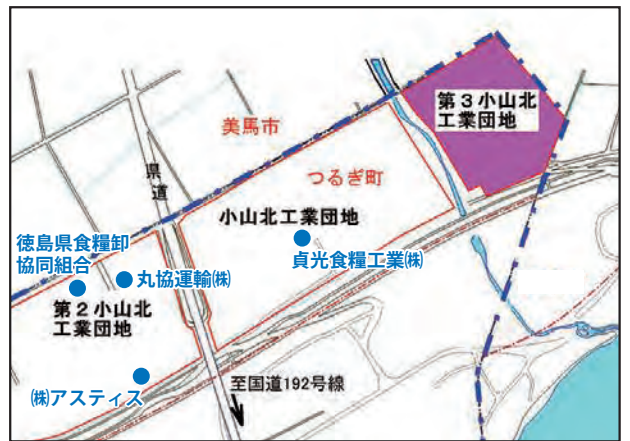 第3小山北
工業団地
美馬市
つるぎ町
県道
小山北工業団地
貞光食糧工業㈱
徳島県食糧卸
協同組合
丸協運輸㈱
第2小山北
工業団地
㈱アスティス
至国道192号線